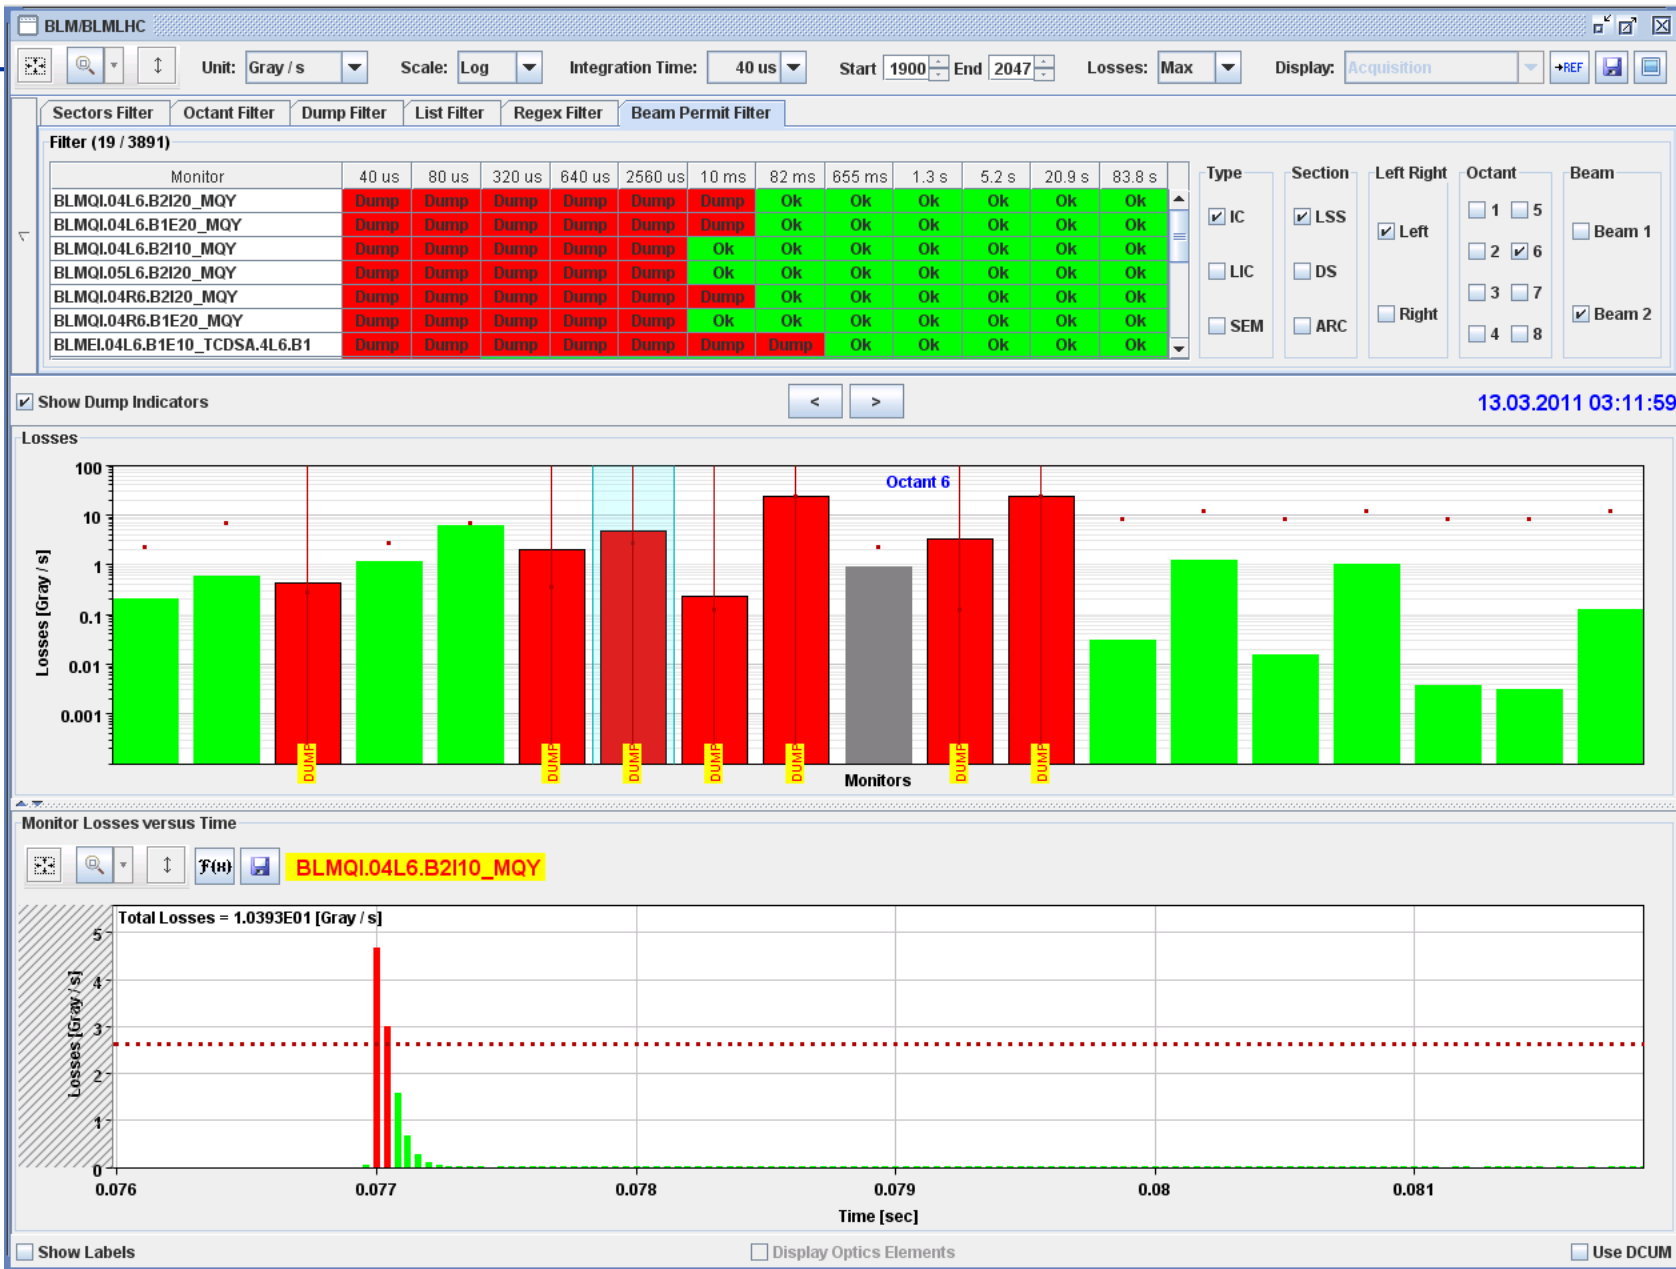 BLM/BLMLHC
Unit: Gray / s Scale: Log Integration Time: 40 us Start 1900 End 2047 Losses: Max Display: Acquisition →REF
Sectors Filter Octant Filter Dump Filter List Filter Regex Filter Beam Permit Filter
Filter (19 / 3891)
Monitor 40 us 80 us 320 us 640 us 2560 us 10 ms 82 ms 655 ms 1.3 s 5.2 s 20.9 s 83.8 s
BLMQI.04L6.B2I20_MQY Dump Dump Dump Dump Dump Dump Ok Ok Ok Ok Ok Ok
BLMQI.04L6.B1E20_MQY Dump Dump Dump Dump Dump Dump Ok Ok Ok Ok Ok Ok
BLMQI.04L6.B2I10_MQY Dump Dump Dump Dump Dump Ok Ok Ok Ok Ok Ok Ok
BLMQI.05L6.B2I20_MQY Dump Dump Dump Dump Dump Ok Ok Ok Ok Ok Ok Ok
BLMQI.04R6.B2I20_MQY Dump Dump Dump Dump Dump Dump Ok Ok Ok Ok Ok Ok
BLMQI.04R6.B1E20_MQY Dump Dump Dump Dump Dump Ok Ok Ok Ok Ok Ok Ok
BLMEI.04L6.B1E10_TCDSA.4L6.B1 Dump Dump Dump Dump Dump Dump Dump Ok Ok Ok Ok Ok
Type Section Left Right Octant Beam
IC LSS Left 1 5 Beam 1
2 6
LIC DS
3 7
SEM ARC Right 4 8 Beam 2
Show Dump Indicators < > 13.03.2011 03:11:59
Losses
Octant 6
Losses [Gray / s]
100
10
1
0.1
0.01
0.001
DUMP DUMP DUMP DUMP DUMP DUMP DUMP
Monitors
Monitor Losses versus Time
F(x) BLMQI.04L6.B2I10_MQY
Total Losses = 1.0393E01 [Gray / s]
Losses [Gray / s]
5
4
3
2
1
0
0.076 0.077 0.078 0.079 0.08 0.081
Time [sec]
Show Labels Display Optics Elements Use DCUM